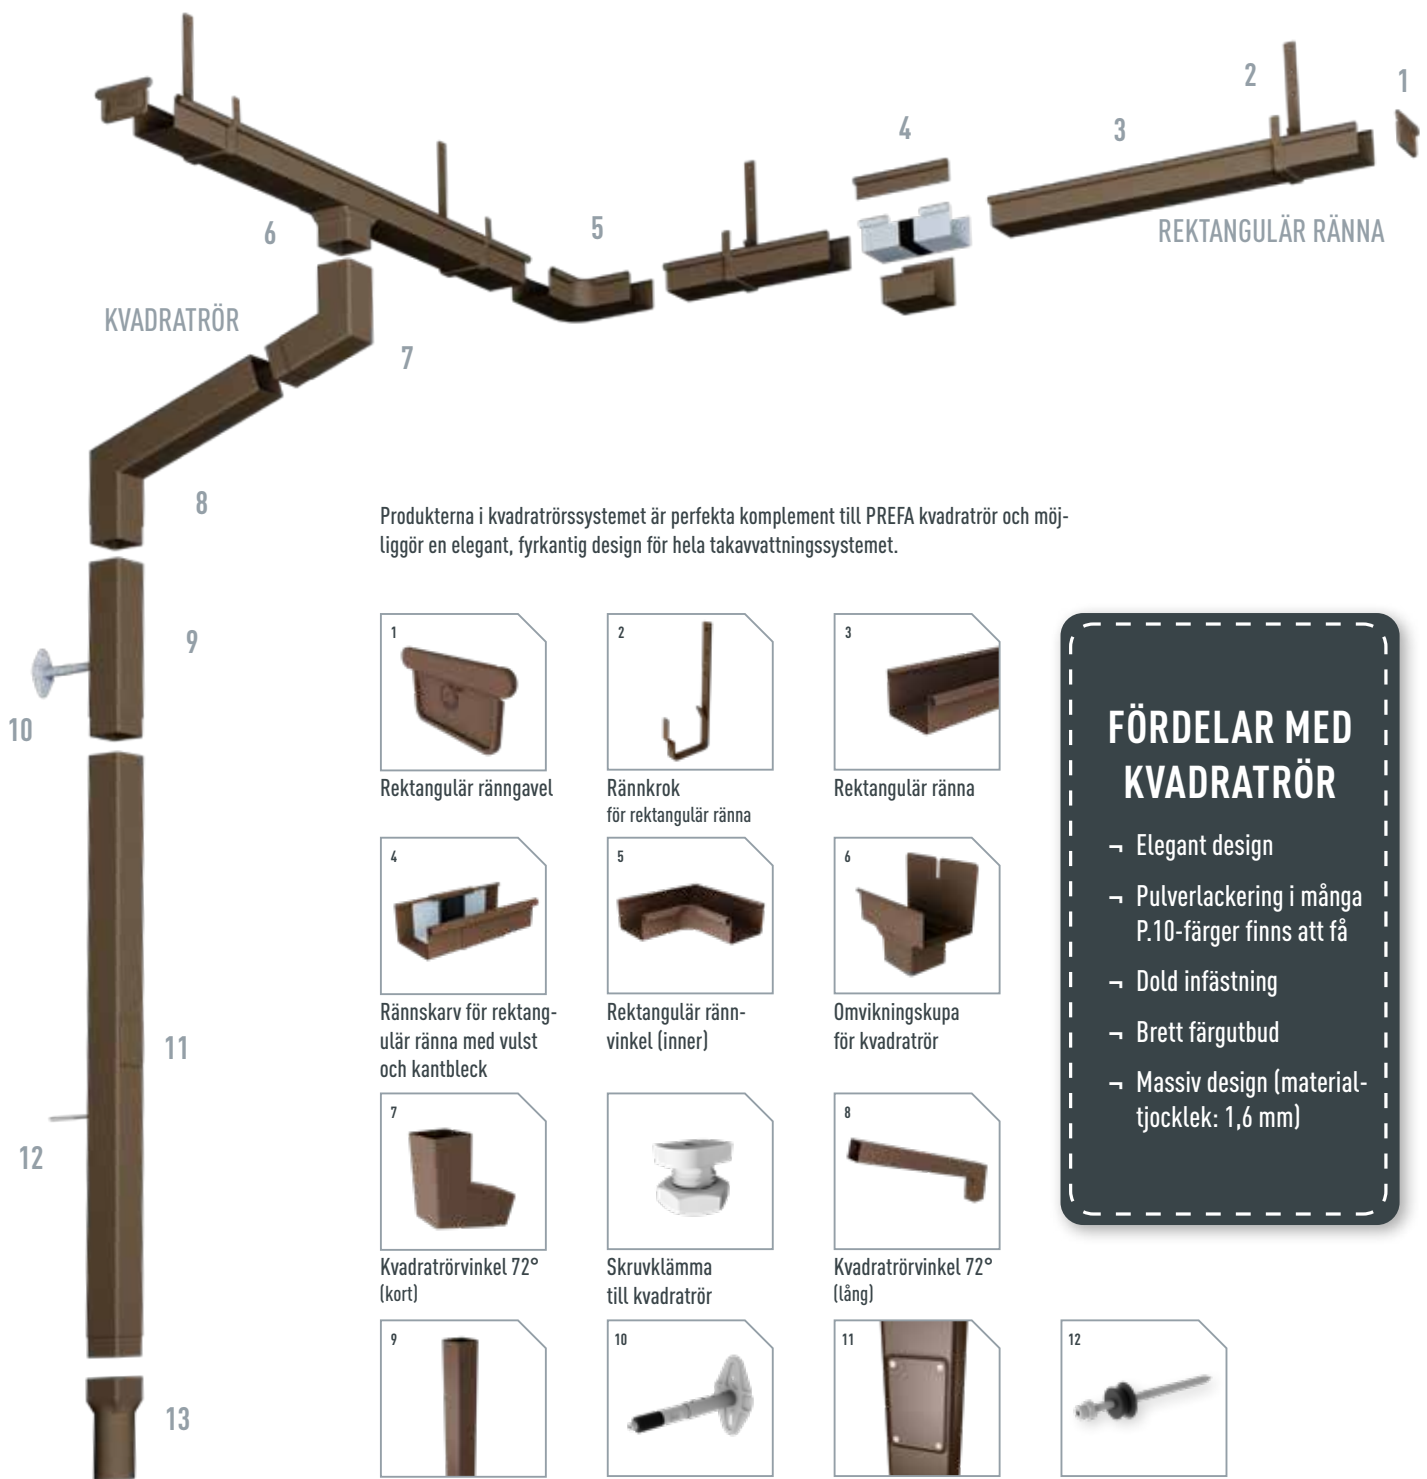 2
1
4
3
6
5
REKTANGULÄR RÄNNA
KVADRATRÖR
7
8
9
10
11
12
13
Produkterna i kvadratrörssystemet är perfekta komplement till PREFA kvadratrör och möj-
liggör en elegant, fyrkantig design för hela takavvattningssystemet.
1
Rektangulär ränngavel
2
Rännkrok
för rektangulär ränna
3
Rektangulär ränna
4
Rännskarv för rektang-
ulär ränna med vulst
och kantbleck
5
Rektangulär ränn-
vinkel (inner)
6
Omvikningskupa
för kvadratrör
7
Kvadratrörvinkel 72°
(kort)
Skruvklämma
till kvadratrör
8
Kvadratrörvinkel 72°
(lång)
9
10
11
12
FÖRDELAR MED
KVADRATRÖR
¬ Elegant design
¬ Pulverlackering i många
P.10-färger finns att få
¬ Dold infästning
¬ Brett färgutbud
¬ Massiv design (material-
tjocklek: 1,6 mm)